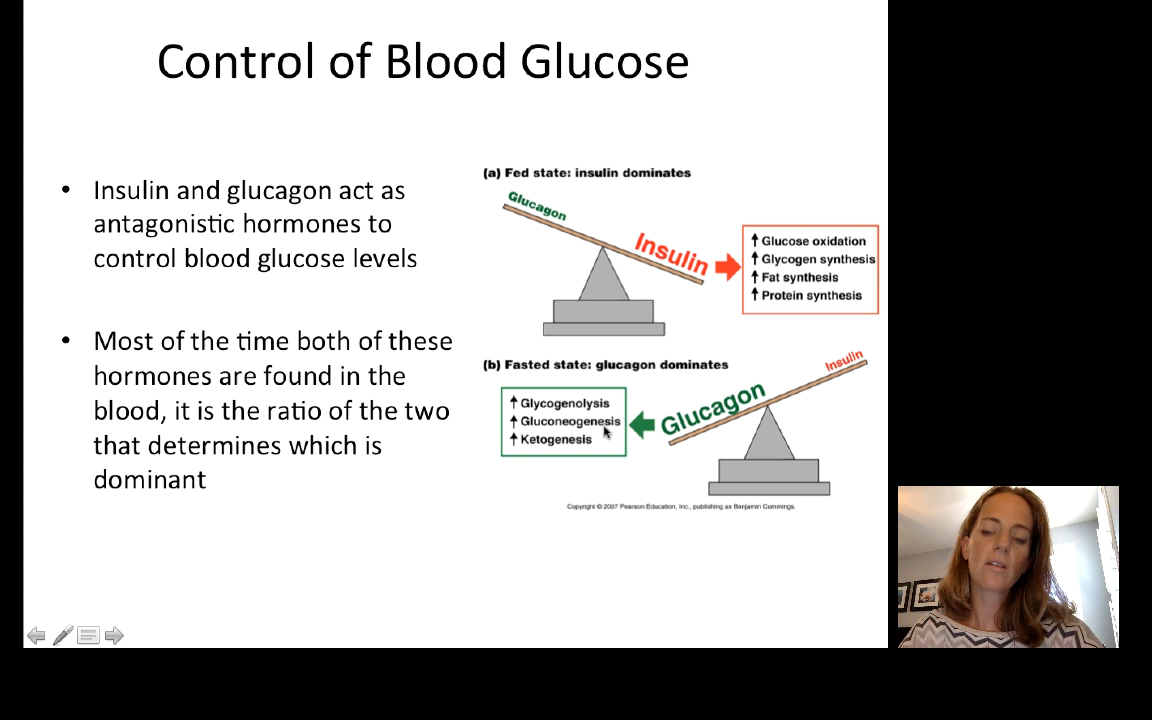 Control of Blood Glucose
• Insulin and glucagon act as
antagonistic hormones to
control blood glucose levels
• Most of the time both of these
hormones are found in the
blood, it is the ratio of the two
that determines which is
dominant
(a) Fed state: insulin dominates
Glucagon
Insulin
↑ Glucose oxidation
↑ Glycogen synthesis
↑ Fat synthesis
↑ Protein synthesis
(b) Fasted state: glucagon dominates
Insulin
Glucagon
↑ Glycogenolysis
↑ Gluconeogenesis
↑ Ketogenesis
Copyright © 2007 Pearson Education, Inc., publishing as Benjamin Cummings.